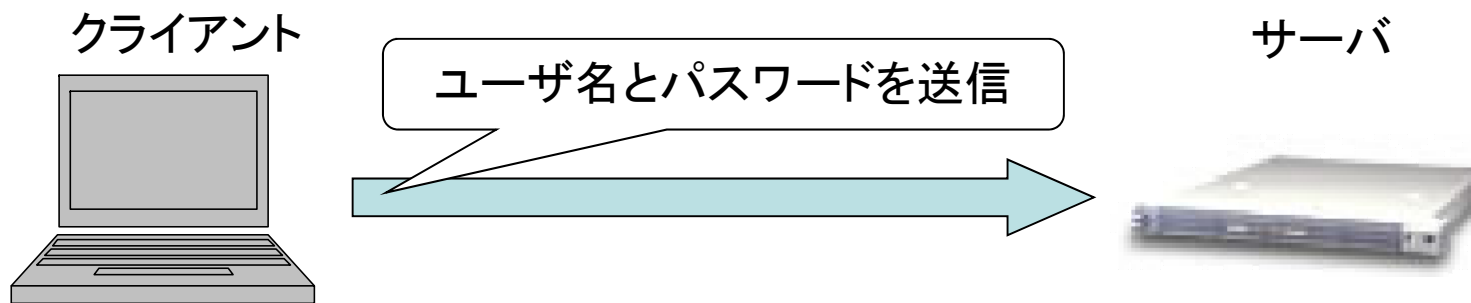 クライアント
ユーザ名とパスワードを送信
サーバ